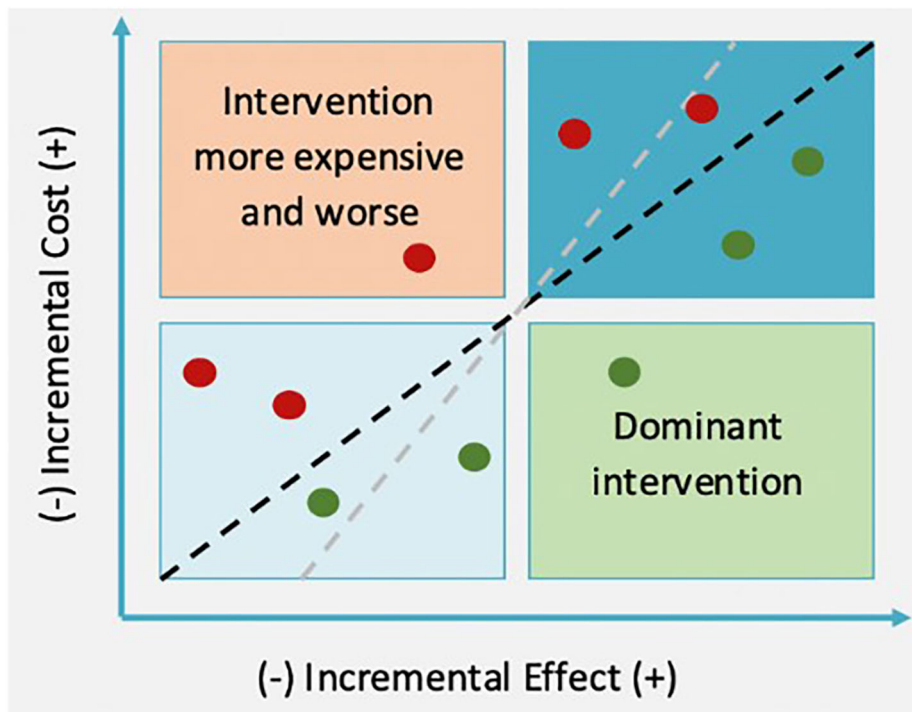 Intervention
more expensive
and worse
Dominant
intervention
(-) Incremental Cost (+)
(-) Incremental Effect (+)